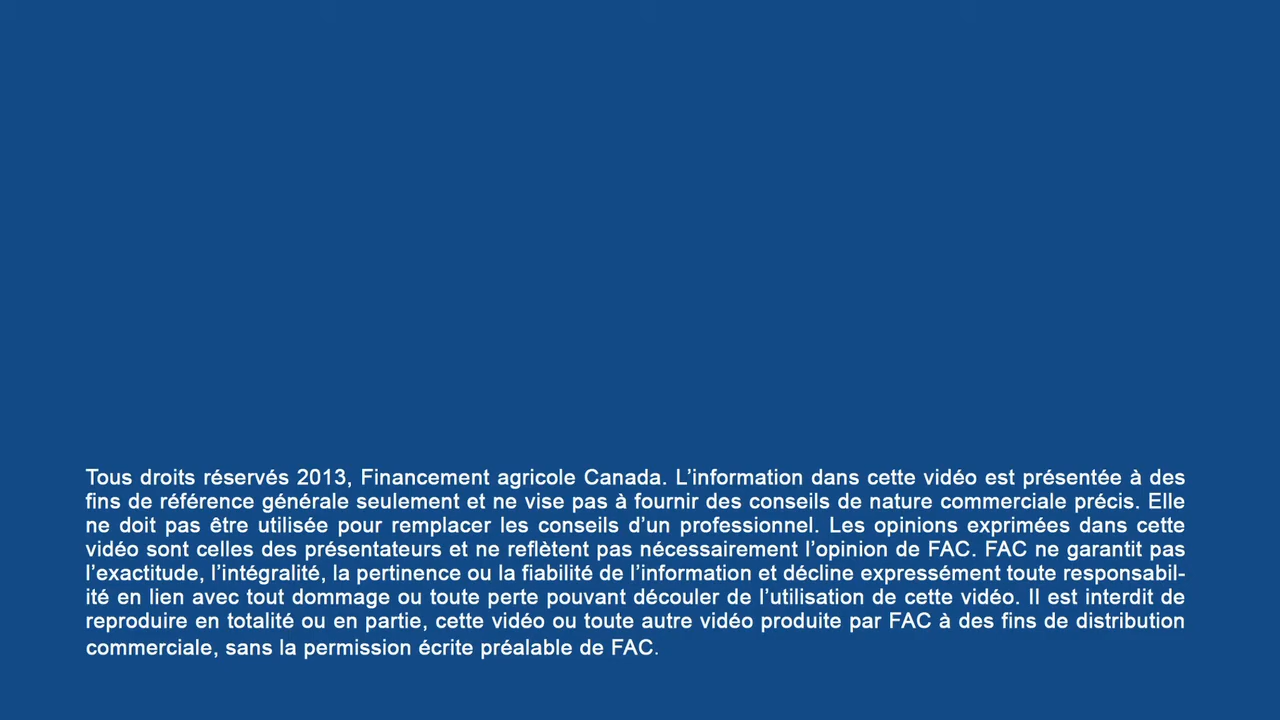 Tous droits réservés 2013, Financement agricole Canada. L’information dans cette vidéo est présentée à des
fins de référence générale seulement et ne vise pas à fournir des conseils de nature commerciale précis. Elle
ne doit pas être utilisée pour remplacer les conseils d’un professionnel. Les opinions exprimées dans cette
vidéo sont celles des présentateurs et ne reflètent pas nécessairement l’opinion de FAC. FAC ne garantit pas
l’exactitude, l’intégralité, la pertinence ou la fiabilité de l’information et décline expressément toute responsabil-
ité en lien avec tout dommage ou toute perte pouvant découler de l’utilisation de cette vidéo. Il est interdit de
reproduire en totalité ou en partie, cette vidéo ou toute autre vidéo produite par FAC à des fins de distribution
commerciale, sans la permission écrite préalable de FAC.